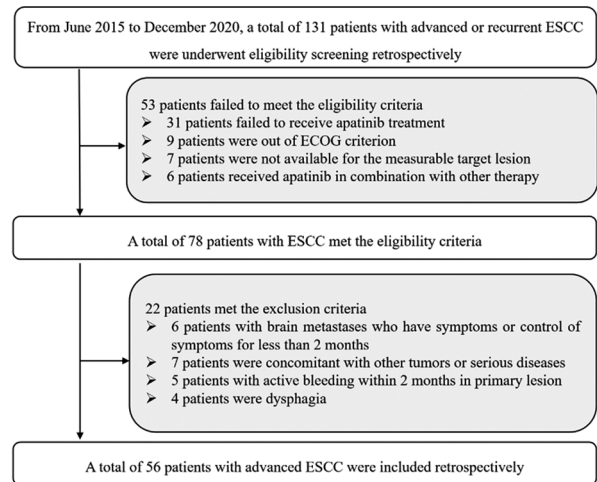 From June 2015 to December 2020, a total of 131 patients with advanced or recurrent ESCC
were underwent eligibility screening retrospectively
53 patients failed to meet the eligibility criteria
➢ 31 patients failed to receive apatinib treatment
➢ 9 patients were out of ECOG criterion
➢ 7 patients were not available for the measurable target lesion
➢ 6 patients received apatinib in combination with other therapy
A total of 78 patients with ESCC met the eligibility criteria
22 patients met the exclusion criteria
➢ 6 patients with brain metastases who have symptoms or control of
symptoms for less than 2 months
➢ 7 patients were concomitant with other tumors or serious diseases
➢ 5 patients with active bleeding within 2 months in primary lesion
➢ 4 patients were dysphagia
A total of 56 patients with advanced ESCC were included retrospectively